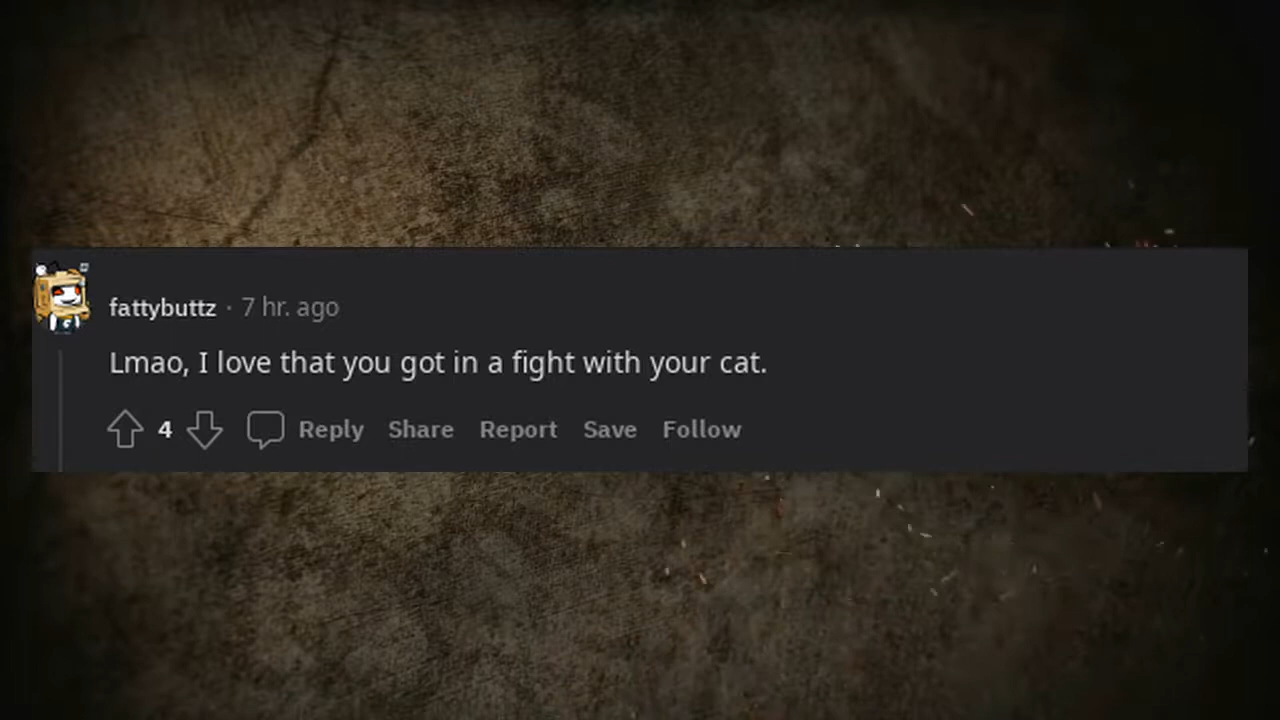 fattybuttz · 7 hr. ago
Lmao, I love that you got in a fight with your cat.
4 Reply Share Report Save Follow